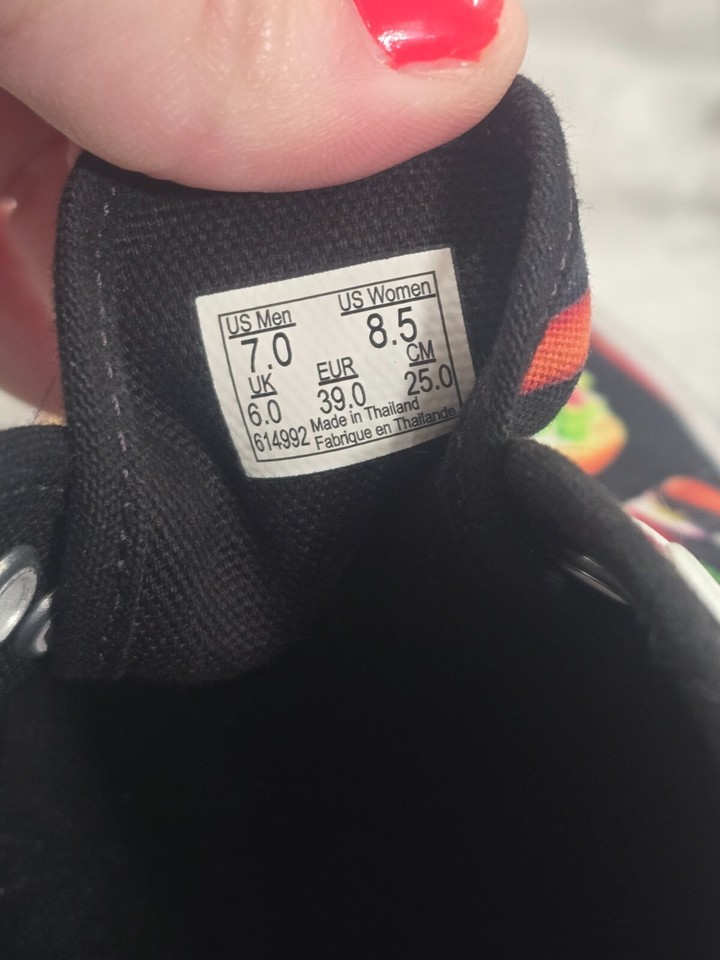 US Men US Women
7.0 8.5
UK EUR CM
6.0 39.0 25.0
614992 Made in Thailand
Fabrique en Thailande